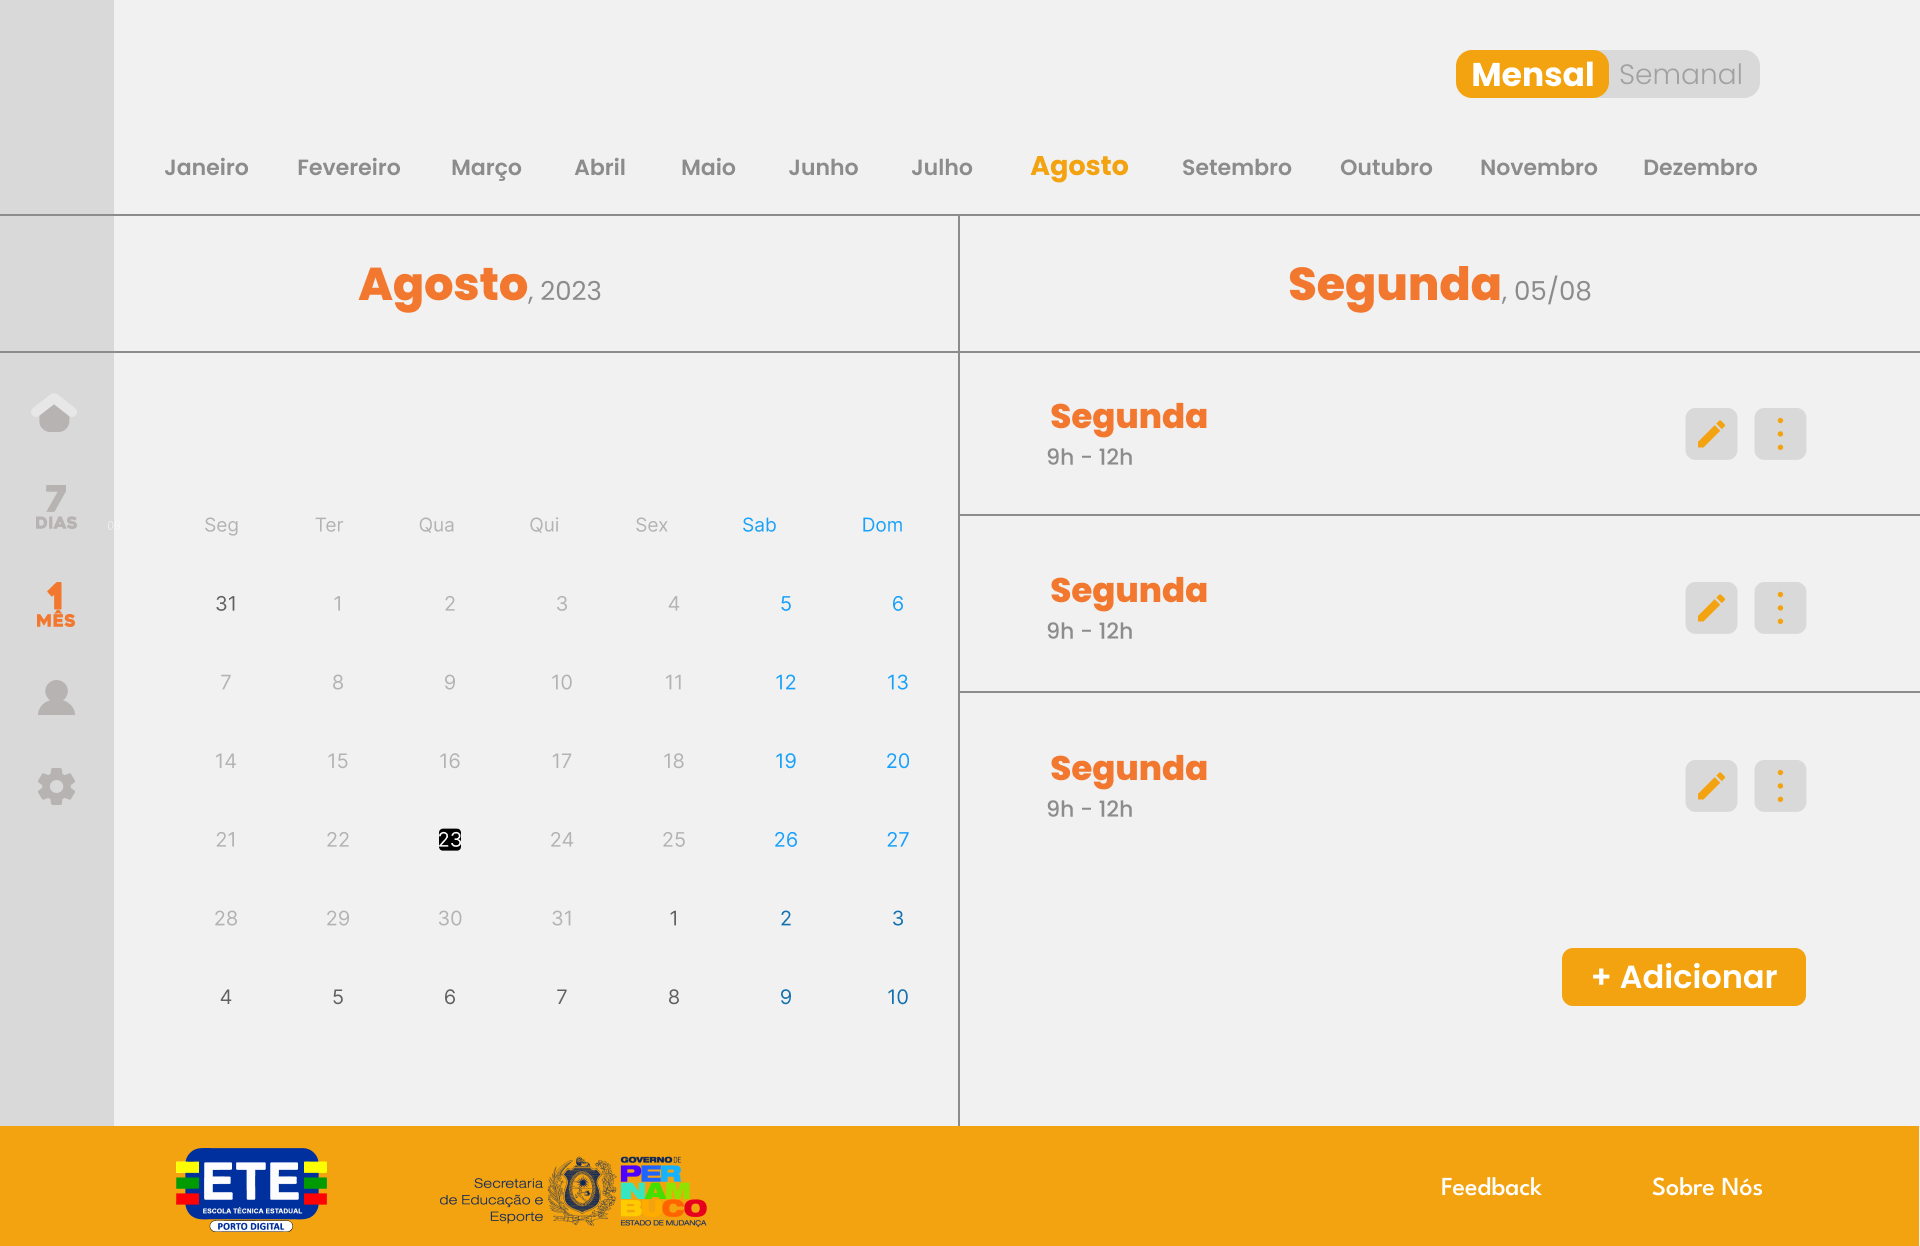 Mensal Semanal
Janeiro Fevereiro Março Abril Maio Junho Julho Agosto Setembro Outubro Novembro Dezembro
Agosto, 2023
Segunda, 05/08
7
DIAS
1
MÊS
08
Seg Ter Qua Qui Sex Sab Dom
31 1 2 3 4 5 6
7 8 9 10 11 12 13
14 15 16 17 18 19 20
21 22 23 24 25 26 27
28 29 30 31 1 2 3
4 5 6 7 8 9 10
Segunda
9h - 12h
Segunda
9h - 12h
Segunda
9h - 12h
+ Adicionar
ETE
ESCOLA TÉCNICA ESTADUAL
PORTO DIGITAL
Secretaria
de Educação e
Esporte
GOVERNO DE
PER
NAM
BUCO
ESTADO DE MUDANÇA
Feedback
Sobre Nós